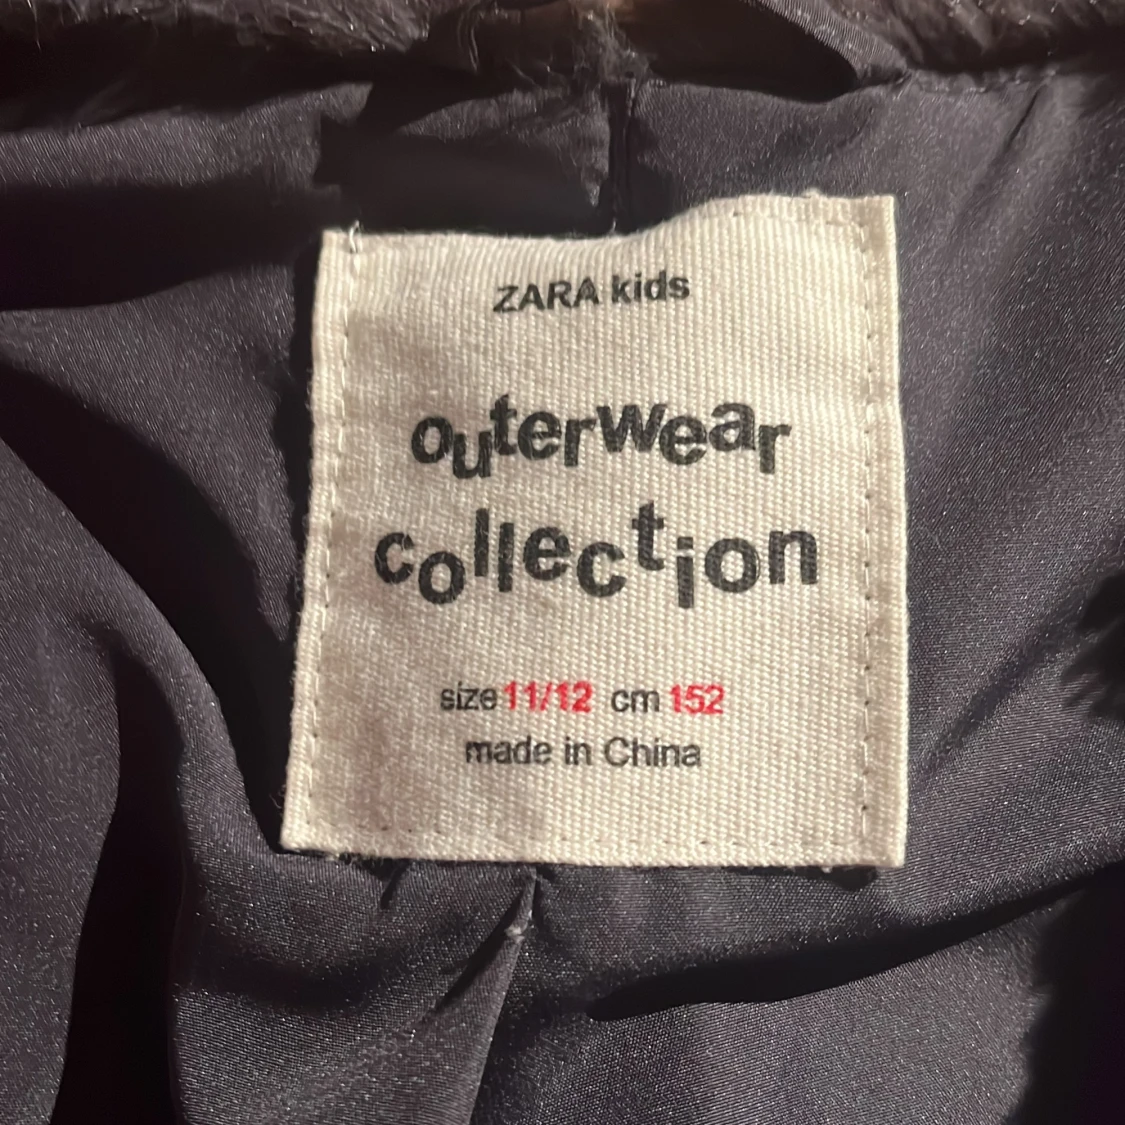 ZARA kids
outerwear
collection
size 11/12 cm 152
made in China